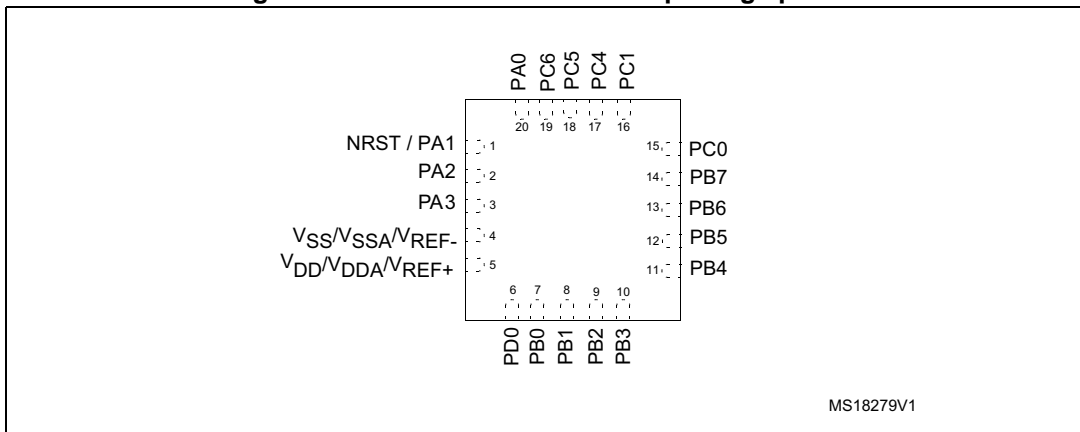 PA0 PC6 PC5 PC4 PC1
20 19 18 17 16
NRST / PA1 1
PA2 2
PA3 3
VSS/VSSA/VREF- 4
VDD/VDDA/VREF+ 5
15 PC0
14 PB7
13 PB6
12 PB5
11 PB4
6 7 8 9 10
PD0 PB0 PB1 PB2 PB3
MS18279V1